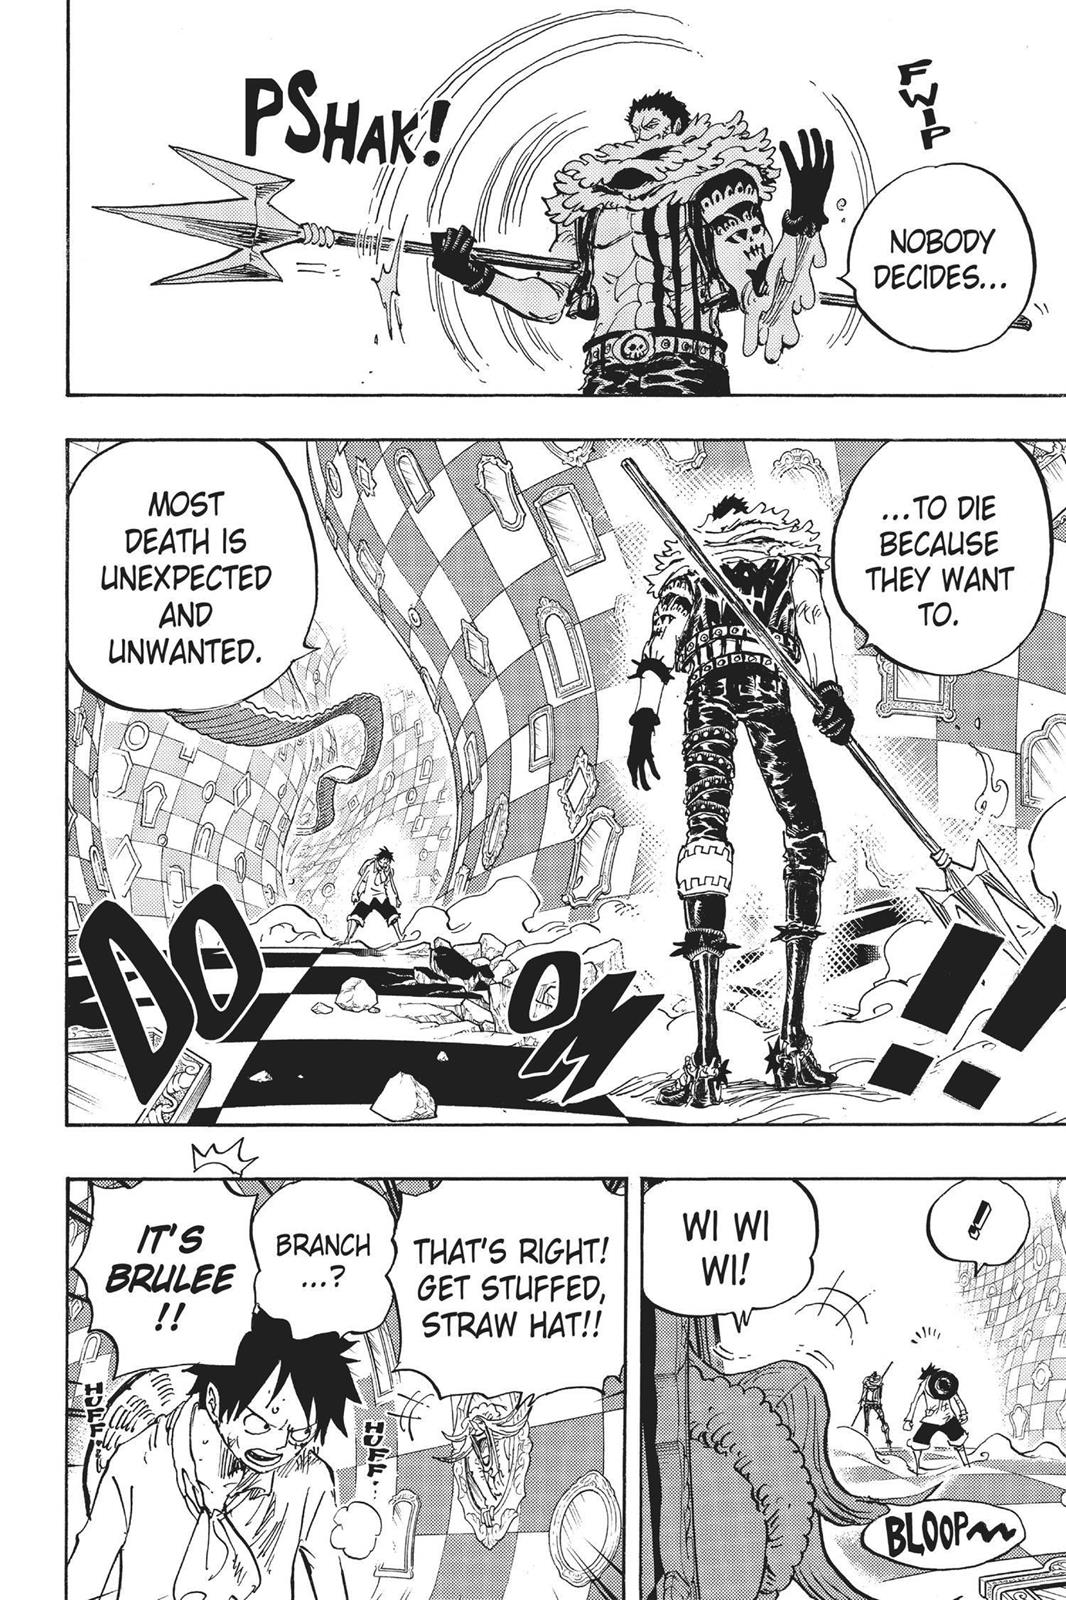 FWIP
PSHAK!
NOBODY
DECIDES...
...TO DIE
BECAUSE
THEY WANT
TO.
MOST
DEATH IS
UNEXPECTED
AND
UNWANTED.
DOOM!!
!
WI WI
WI!
BLOOP
THAT'S RIGHT!
GET STUFFED,
STRAW HAT!!
BRANCH
...?
IT'S
BRULEE
!!
HUFF...
HUFF...